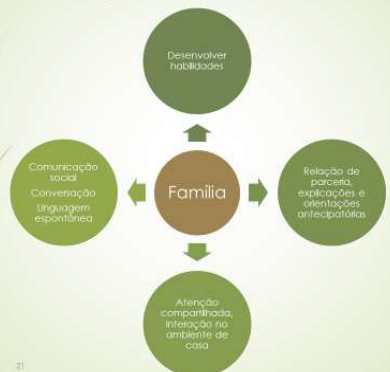 Desenvolver
habilidades
Comunicação
social
Conversação
Linguagem
espontânea
Família
Relação de
parceria,
explicações e
orientações
antecipatórias
Atenção
compartilhada,
interação no
ambiente de
casa
21